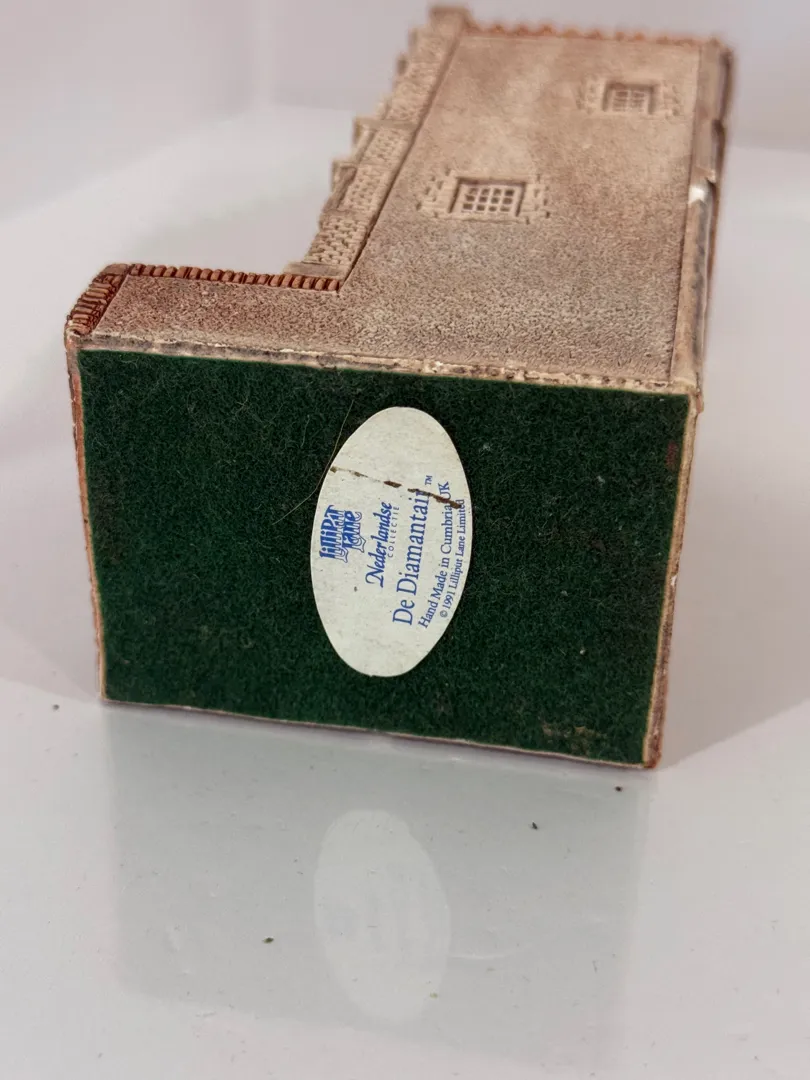 Lilliput
Lane
Nederlandse
COLLECTIE
De Diamantair™
Hand Made in Cumbria UK
© 1991 Lilliput Lane Limited